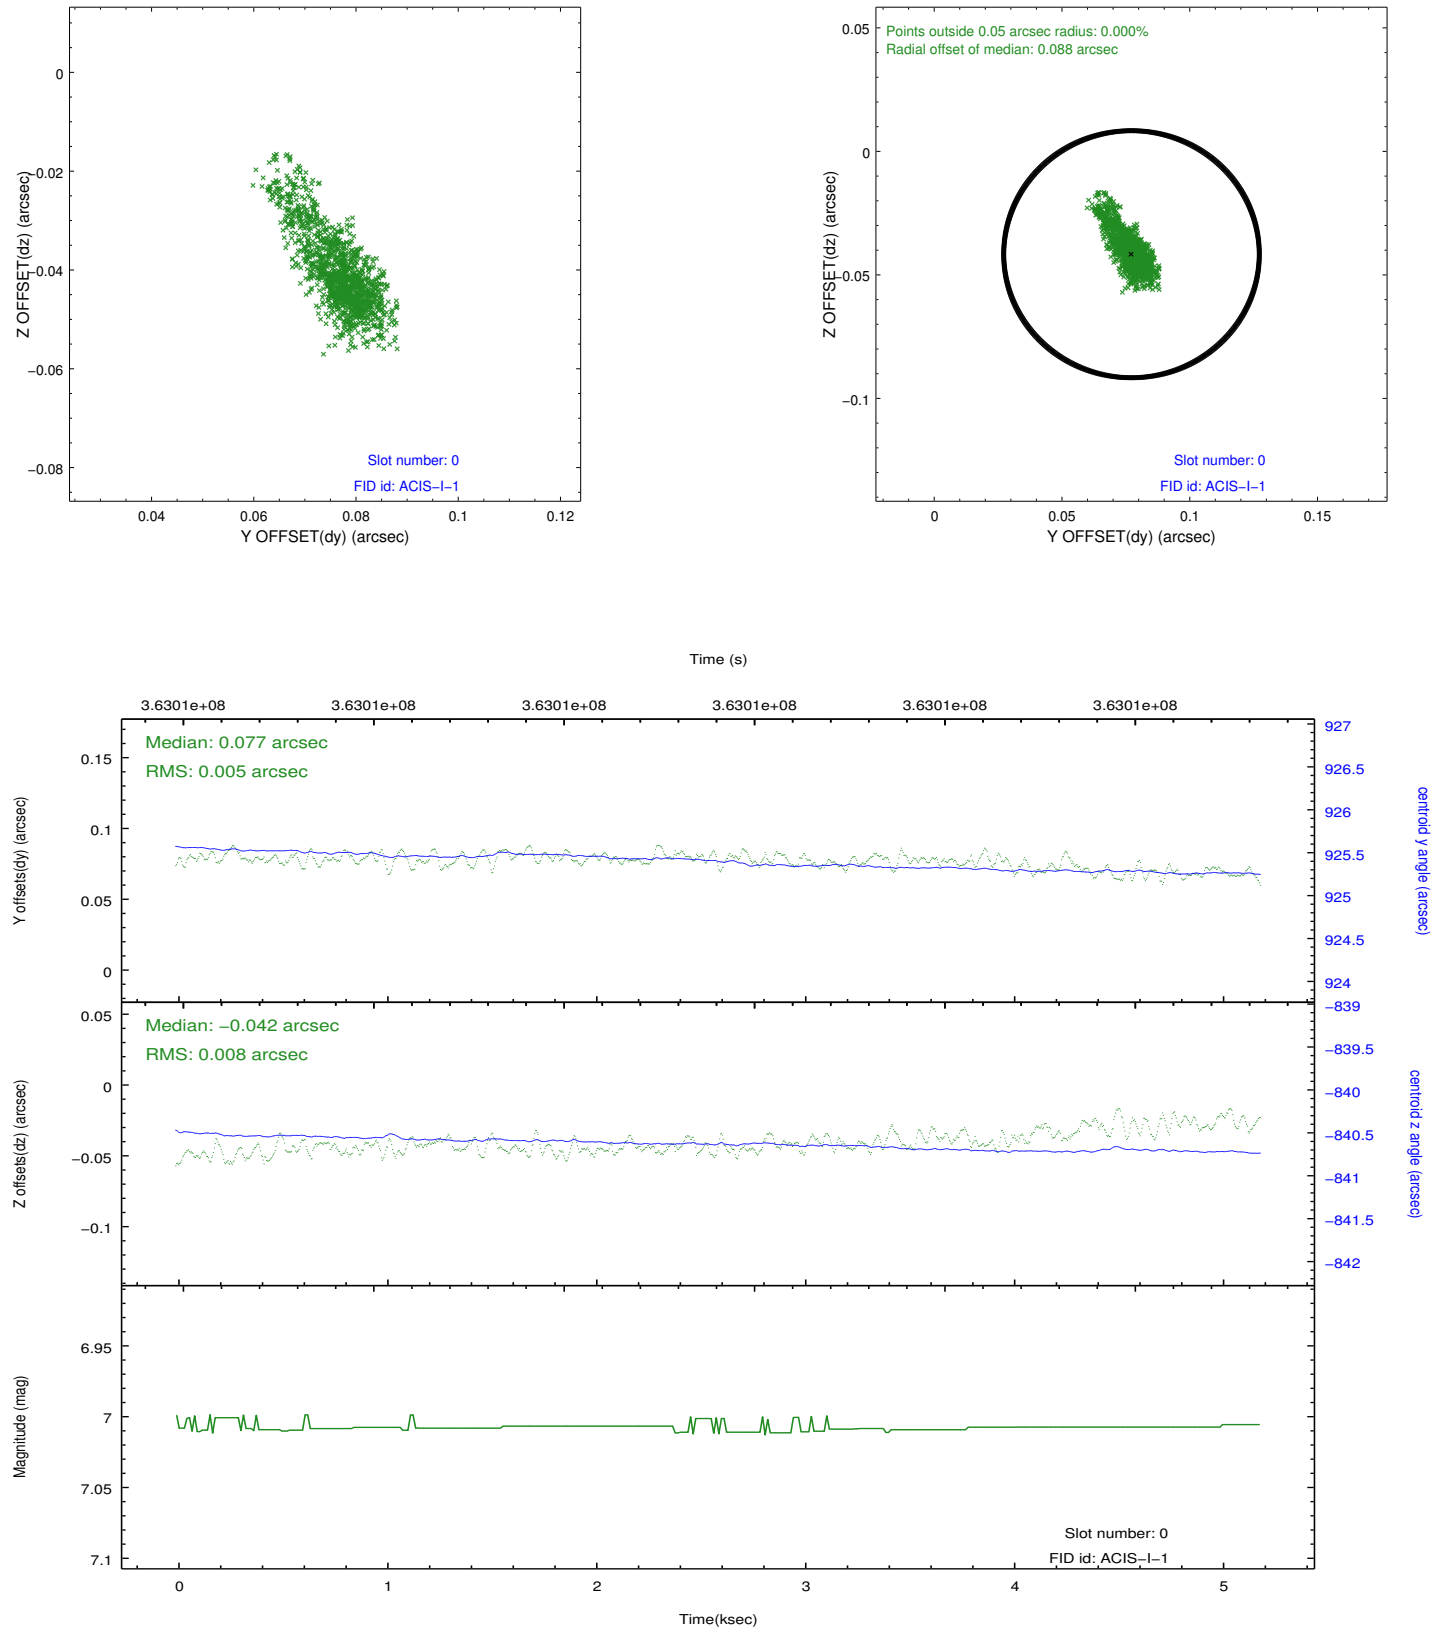 0
−0.02
−0.04
−0.06
−0.08
Z OFFSET(dz) (arcsec)
0.04 0.06 0.08 0.1 0.12
Y OFFSET(dy) (arcsec)
Slot number: 0
FID id: ACIS−I−1
Points outside 0.05 arcsec radius: 0.000%
Radial offset of median: 0.088 arcsec
0.05
0
−0.05
−0.1
Z OFFSET(dz) (arcsec)
0 0.05 0.1 0.15
Y OFFSET(dy) (arcsec)
Slot number: 0
FID id: ACIS−I−1
Time (s)
3.6301e+08 3.6301e+08 3.6301e+08 3.6301e+08 3.6301e+08 3.6301e+08
Median: 0.077 arcsec
RMS: 0.005 arcsec
0.15
0.1
0.05
0
Y offsets(dy) (arcsec)
927
926.5
926
925.5
925
924.5
924
centroid y angle (arcsec)
Median: −0.042 arcsec
RMS: 0.008 arcsec
0.05
0
−0.05
−0.1
Z offsets(dz) (arcsec)
−839
−839.5
−840
−840.5
−841
−841.5
−842
centroid z angle (arcsec)
6.95
7
7.05
7.1
Magnitude (mag)
Slot number: 0
FID id: ACIS−I−1
0 1 2 3 4 5
Time(ksec)